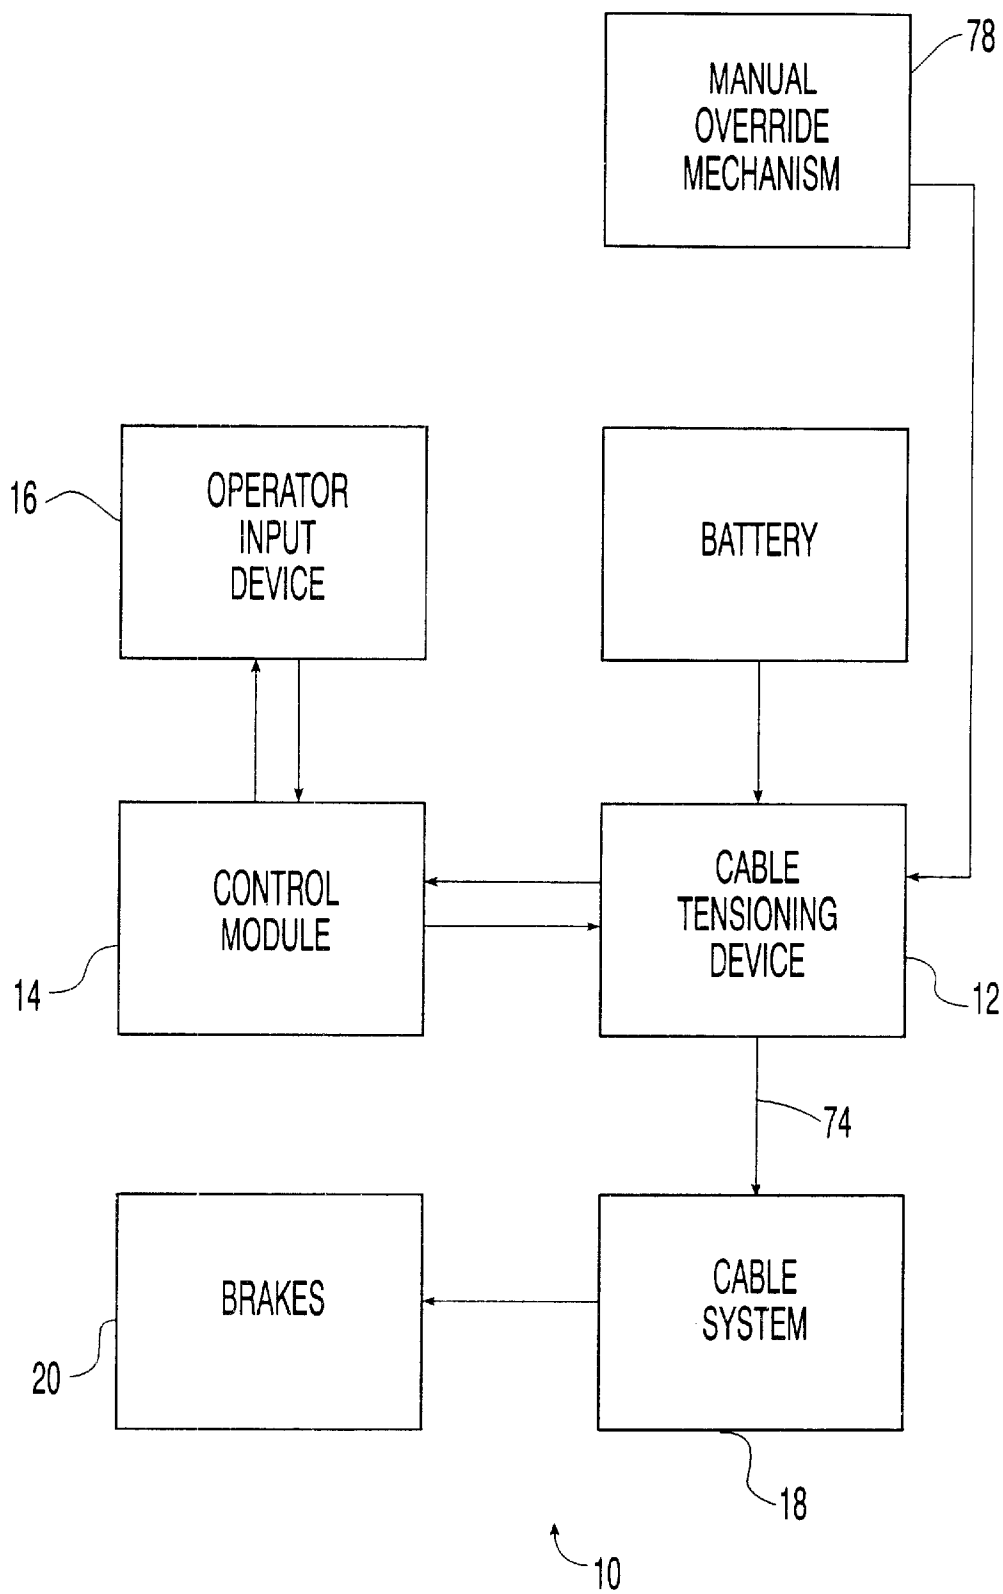 78
MANUAL
OVERRIDE
MECHANISM
16
OPERATOR
INPUT
DEVICE
BATTERY
CONTROL
MODULE
14
CABLE
TENSIONING
DEVICE
12
74
BRAKES
20
CABLE
SYSTEM
18
10